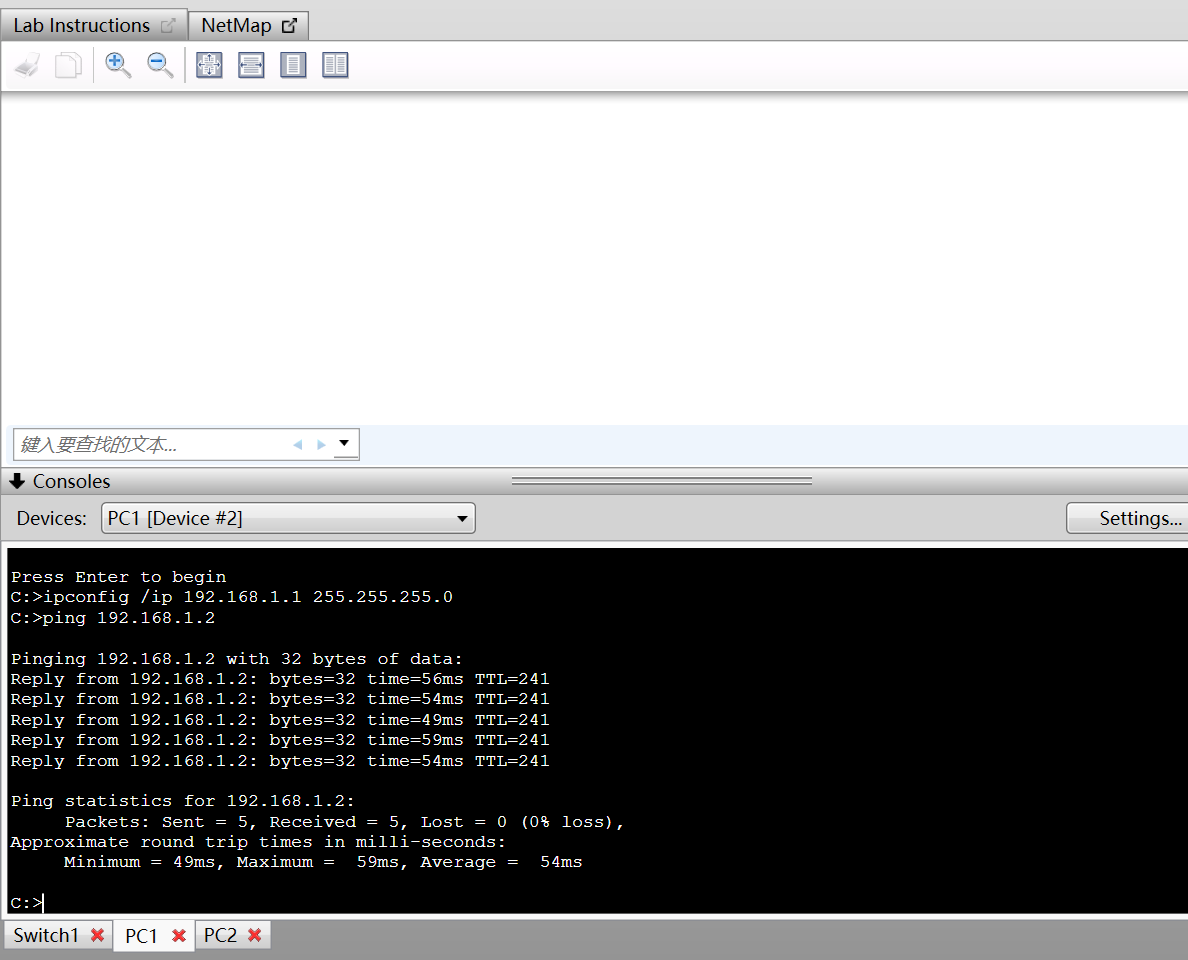 Lab Instructions NetMap
键入要查找的文本...
Consoles
Devices: PC1 [Device #2] Settings...
Press Enter to begin
C:>ipconfig /ip 192.168.1.1 255.255.255.0
C:>ping 192.168.1.2
Pinging 192.168.1.2 with 32 bytes of data:
Reply from 192.168.1.2: bytes=32 time=56ms TTL=241
Reply from 192.168.1.2: bytes=32 time=54ms TTL=241
Reply from 192.168.1.2: bytes=32 time=49ms TTL=241
Reply from 192.168.1.2: bytes=32 time=59ms TTL=241
Reply from 192.168.1.2: bytes=32 time=54ms TTL=241
Ping statistics for 192.168.1.2:
Packets: Sent = 5, Received = 5, Lost = 0 (0% loss),
Approximate round trip times in milli-seconds:
Minimum = 49ms, Maximum =  59ms, Average =  54ms
C:>
Switch1 PC1 PC2